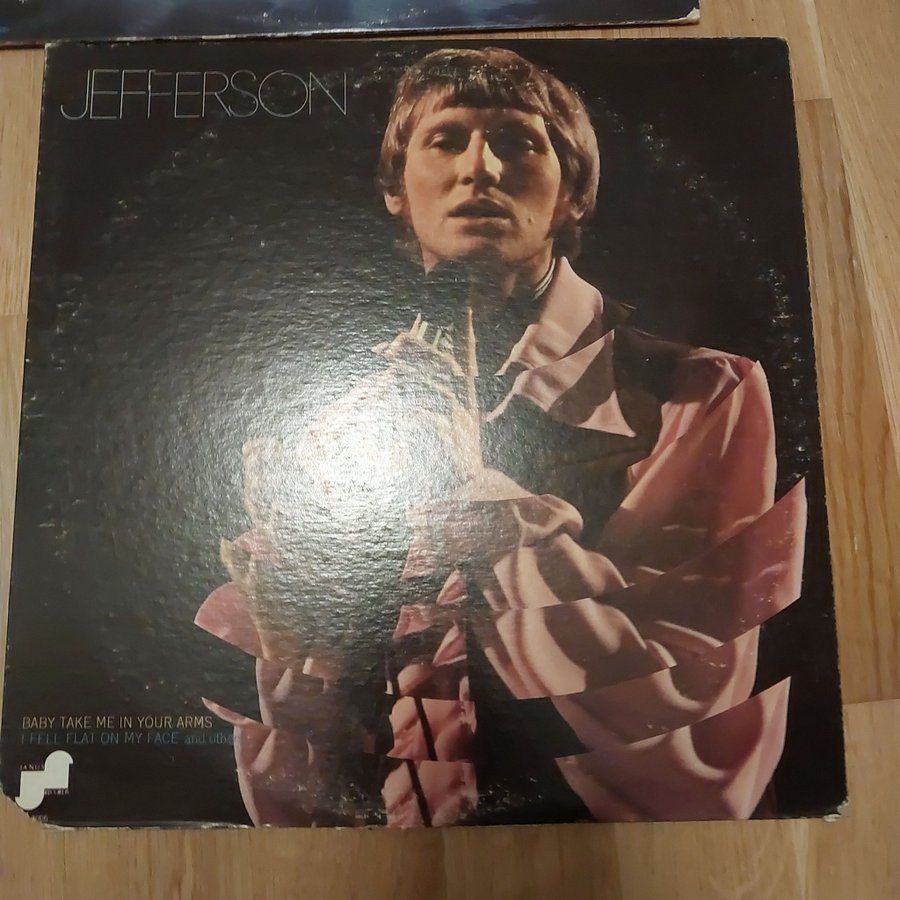 JEFFERSON
BABY TAKE ME IN YOUR ARMS
I FELL FLAT ON MY FACE and other